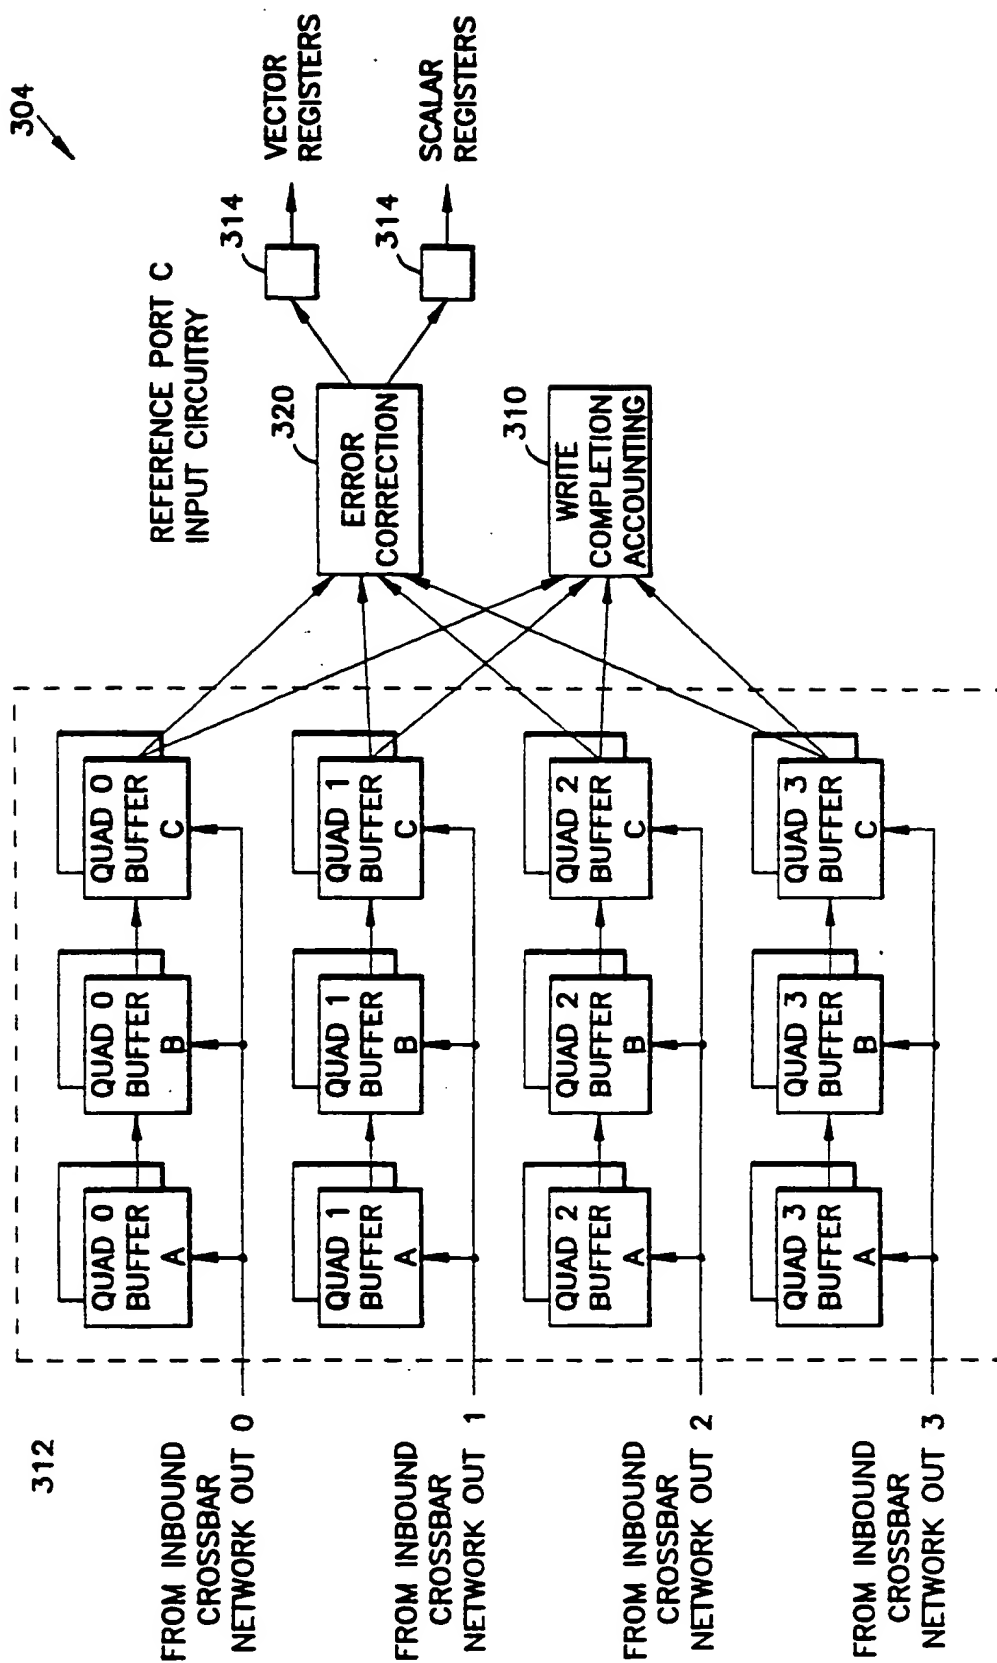 304
REFERENCE PORT C
INPUT CIRCUITRY
312
FROM INBOUND
CROSSBAR
NETWORK OUT 0
QUAD 0
BUFFER
A
QUAD 0
BUFFER
B
QUAD 0
BUFFER
C
FROM INBOUND
CROSSBAR
NETWORK OUT 1
QUAD 1
BUFFER
A
QUAD 1
BUFFER
B
QUAD 1
BUFFER
C
FROM INBOUND
CROSSBAR
NETWORK OUT 2
QUAD 2
BUFFER
A
QUAD 2
BUFFER
B
QUAD 2
BUFFER
C
FROM INBOUND
CROSSBAR
NETWORK OUT 3
QUAD 3
BUFFER
A
QUAD 3
BUFFER
B
QUAD 3
BUFFER
C
320
ERROR
CORRECTION
310
WRITE
COMPLETION
ACCOUNTING
314
VECTOR
REGISTERS
314
SCALAR
REGISTERS